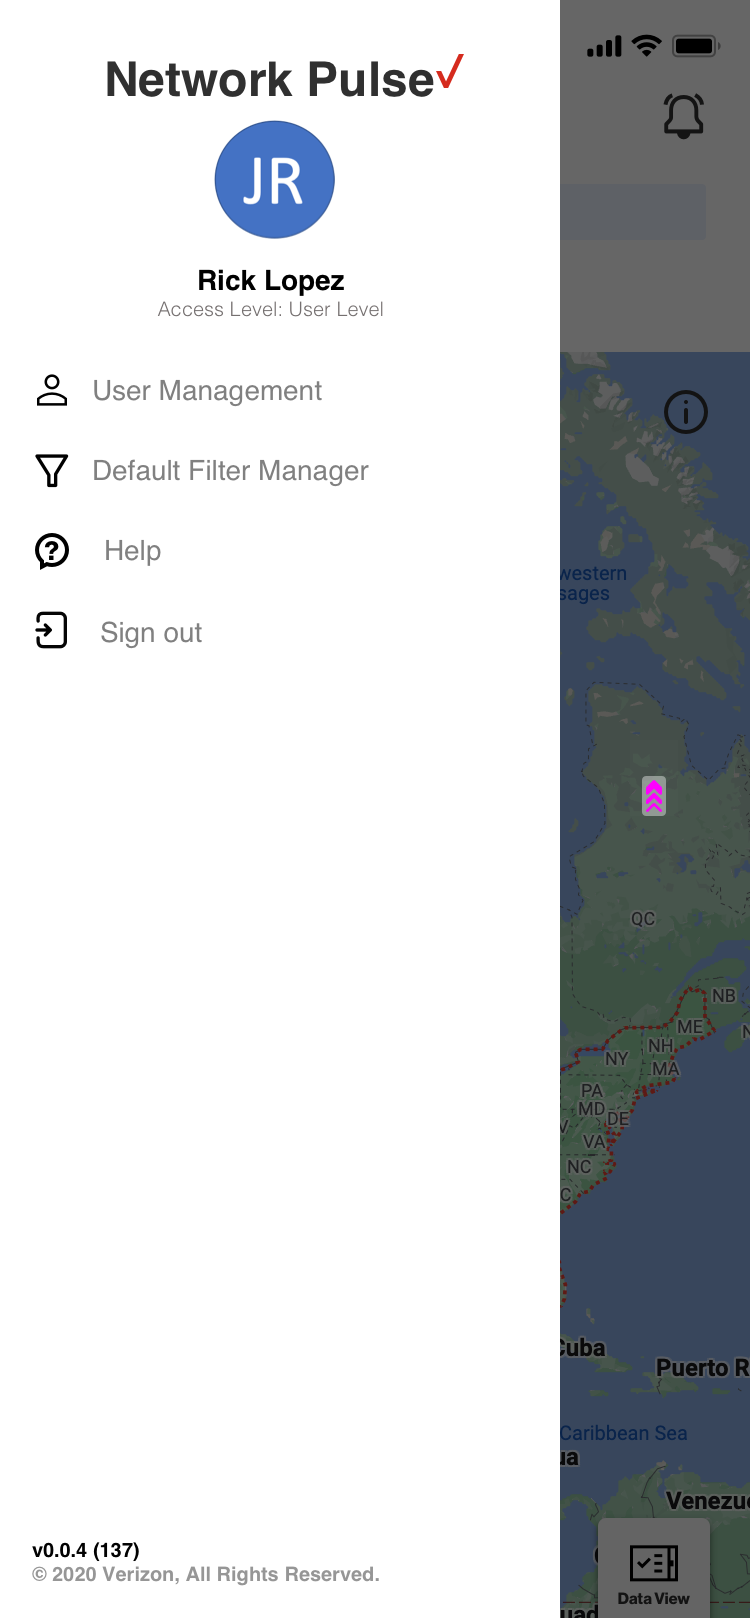 Network Pulse✓
JR
Rick Lopez
Access Level: User Level
User Management
Default Filter Manager
Help
Sign out
western
sages
QC
NB
ME
N
NH
NY
MA
PA
MD
DE
V
VA
NC
C
Cuba
Puerto R
Caribbean Sea
ua
Venezu
Data View
uad
v0.0.4 (137)
© 2020 Verizon, All Rights Reserved.